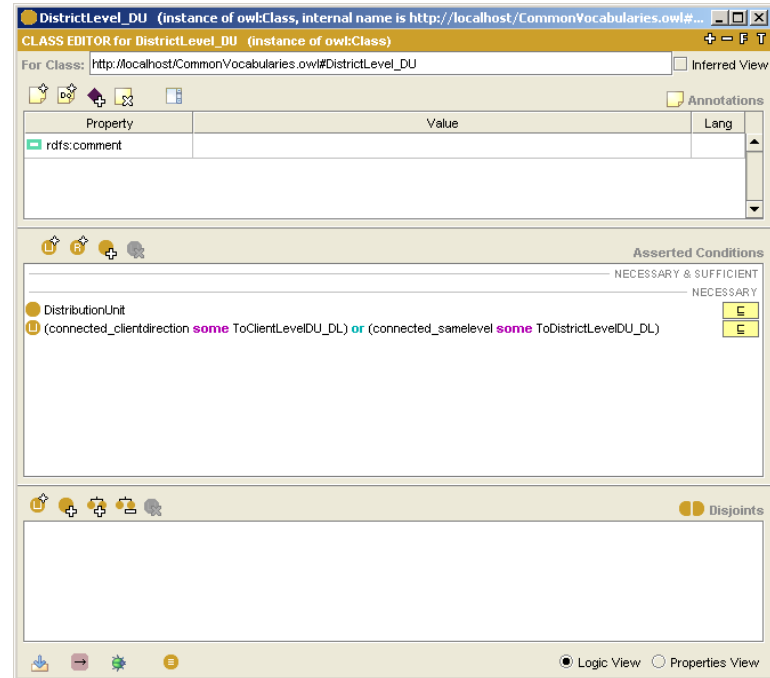 DistrictLevel_DU (instance of owl:Class, internal name is http://localhost/CommonVocabularies.owl#...
CLASS EDITOR for DistrictLevel_DU (instance of owl:Class)
F T
For Class: http://localhost/CommonVocabularies.owl#DistrictLevel_DU
Inferred View
Annotations
Property Value Lang
rdfs:comment
Asserted Conditions
NECESSARY & SUFFICIENT
NECESSARY
DistributionUnit ⊑
(connected_clientdirection some ToClientLevelDU_DL) or (connected_samelevel some ToDistrictLevelDU_DL) ⊑
Disjoints
Logic View Properties View